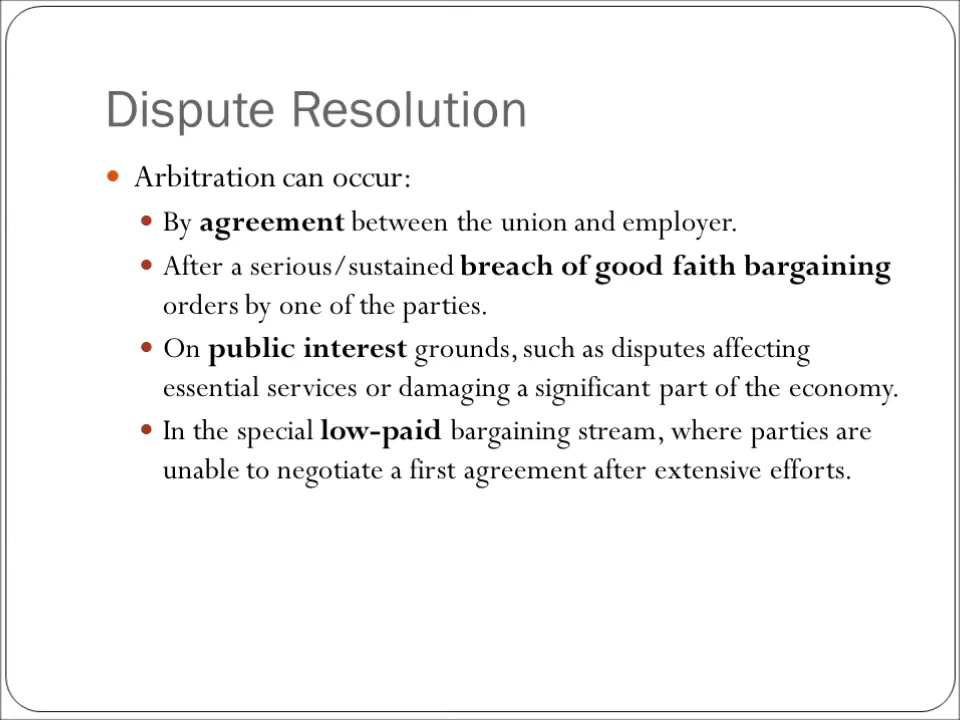 Dispute Resolution
Arbitration can occur:
By agreement between the union and employer.
After a serious/sustained breach of good faith bargaining
orders by one of the parties.
On public interest grounds, such as disputes affecting
essential services or damaging a significant part of the economy.
In the special low-paid bargaining stream, where parties are
unable to negotiate a first agreement after extensive efforts.